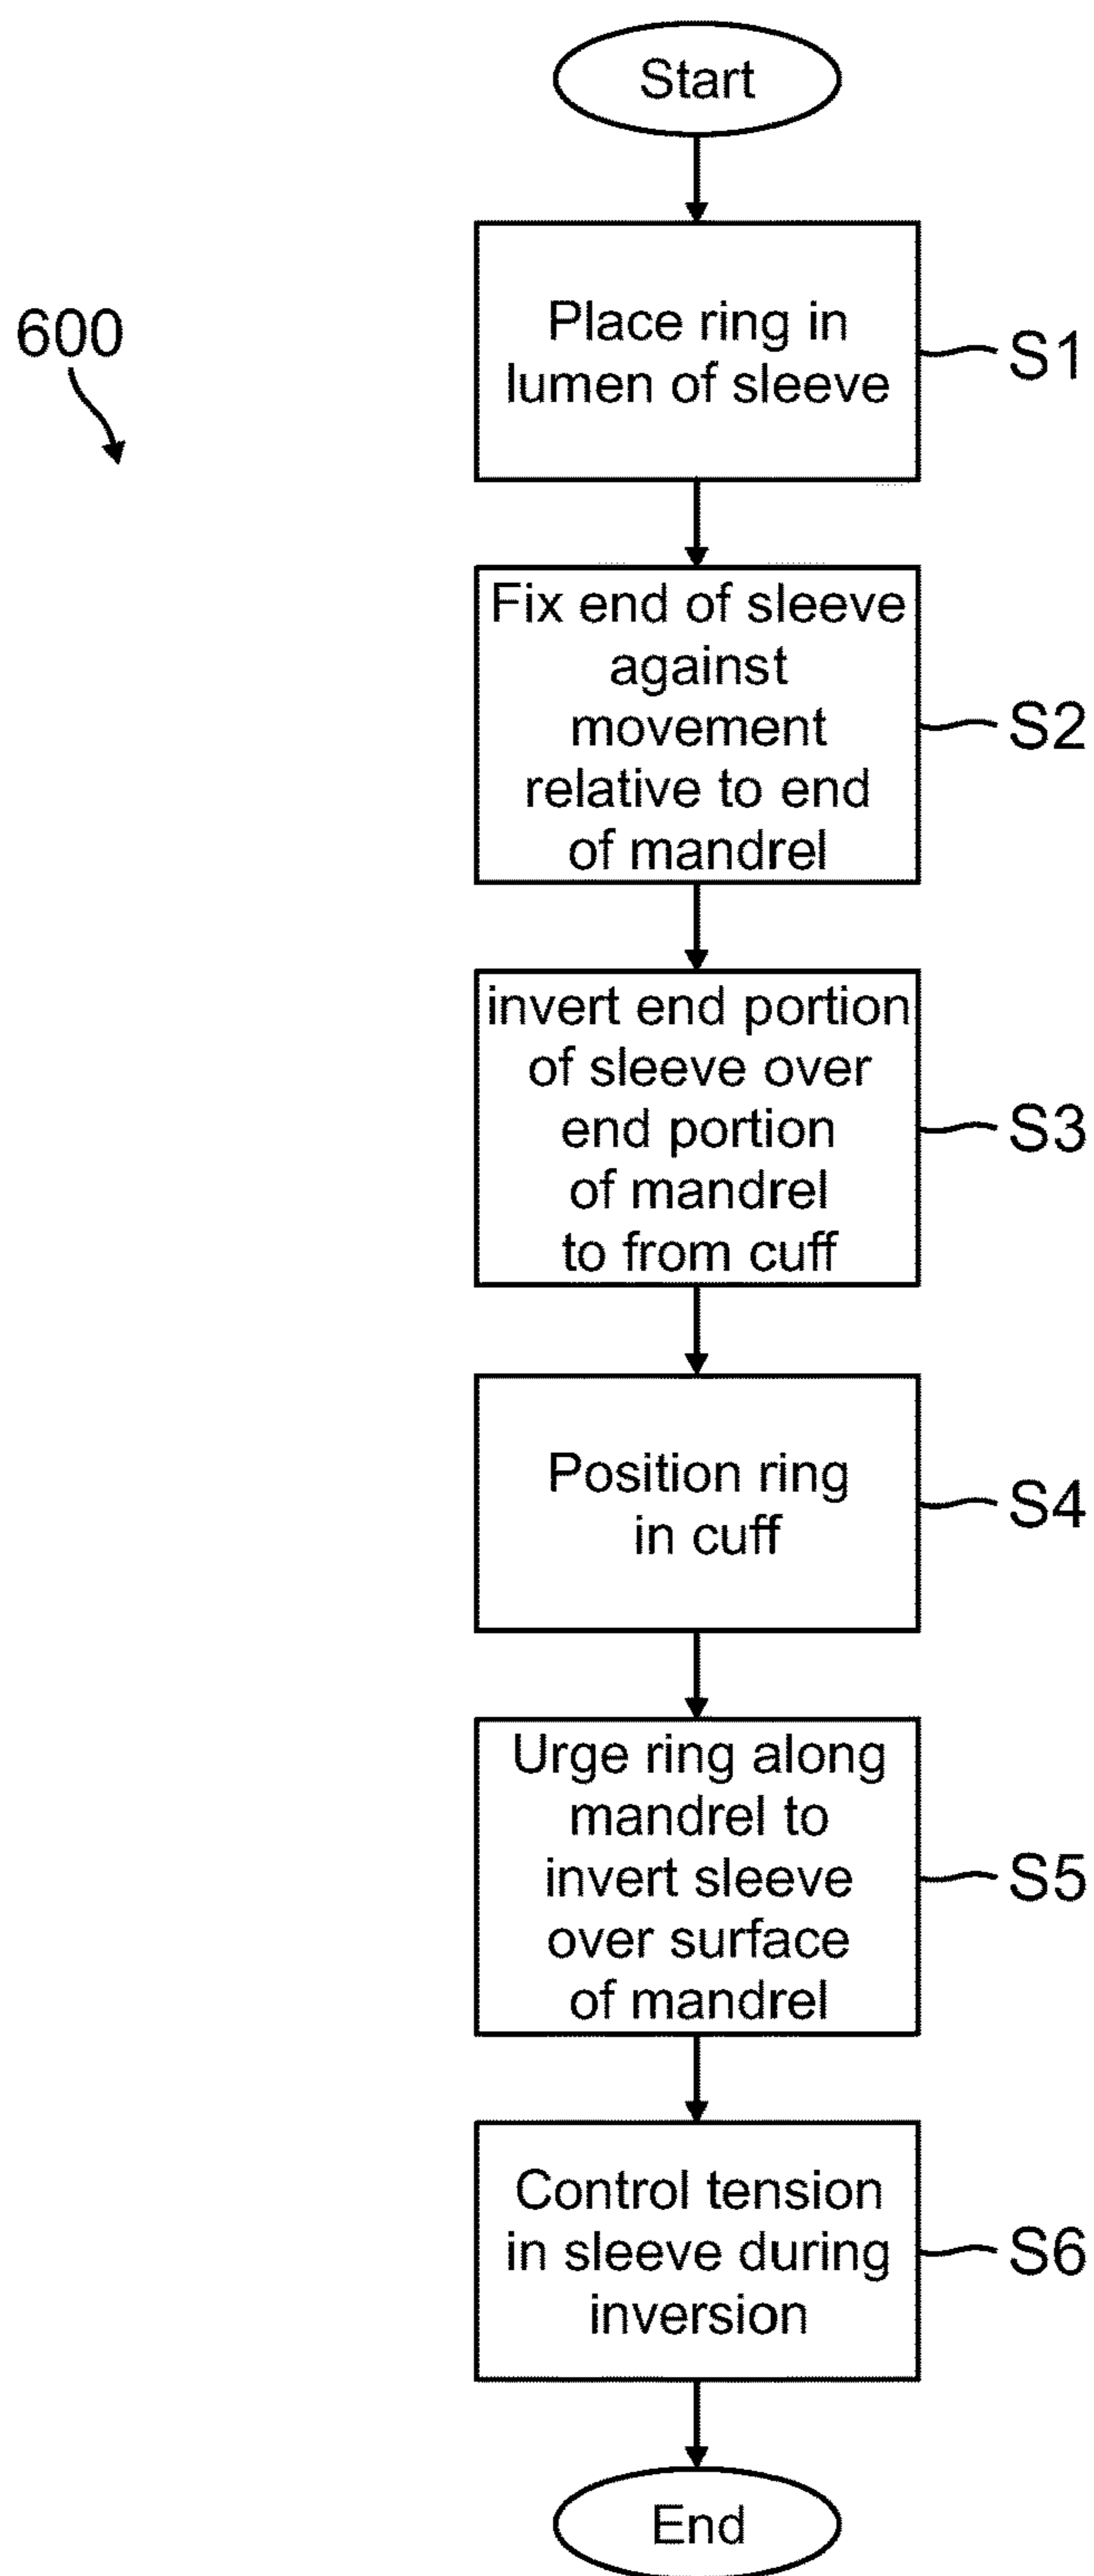 Start
600
Place ring in
lumen of sleeve
S1
Fix end of sleeve
against
movement
relative to end
of mandrel
S2
invert end portion
of sleeve over
end portion
of mandrel
to from cuff
S3
Position ring
in cuff
S4
Urge ring along
mandrel to
invert sleeve
over surface
of mandrel
S5
Control tension
in sleeve during
inversion
S6
End